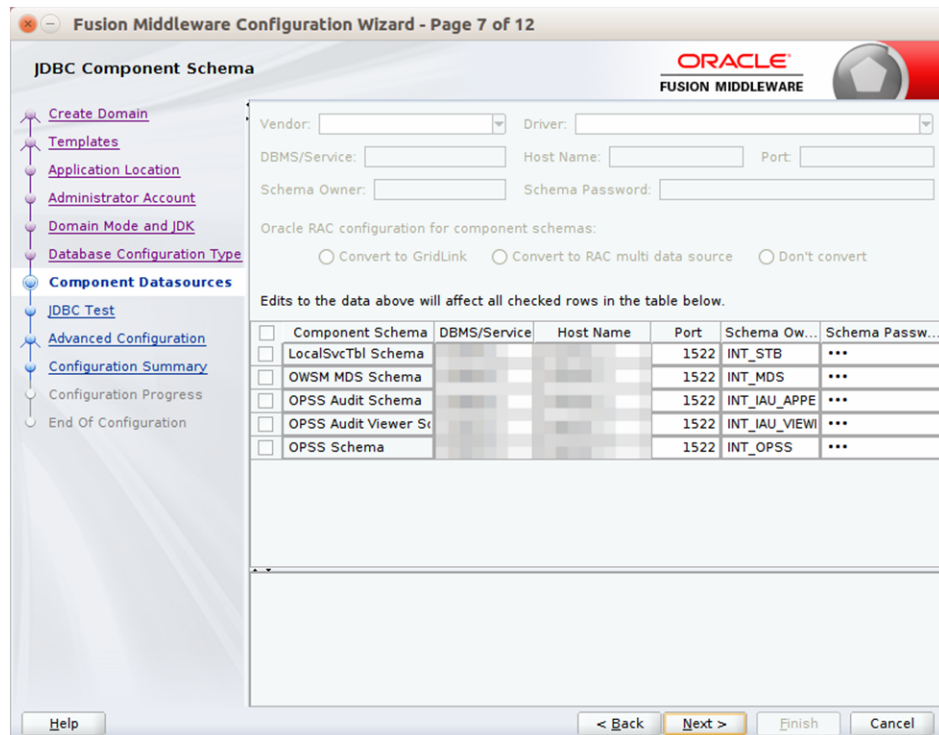 Fusion Middleware Configuration Wizard - Page 7 of 12
JDBC Component Schema
ORACLE
FUSION MIDDLEWARE
Create Domain
Templates
Application Location
Administrator Account
Domain Mode and JDK
Database Configuration Type
Component Datasources
JDBC Test
Advanced Configuration
Configuration Summary
Configuration Progress
End Of Configuration
Vendor: Driver:
DBMS/Service: Host Name: Port:
Schema Owner: Schema Password:
Oracle RAC configuration for component schemas:
Convert to GridLink Convert to RAC multi data source Don't convert
Edits to the data above will affect all checked rows in the table below.
Component Schema DBMS/Service Host Name Port Schema Ow... Schema Passw...
LocalSvcTbl Schema 1522 INT_STB •••
OWSM MDS Schema 1522 INT_MDS •••
OPSS Audit Schema 1522 INT_IAU_APPE •••
OPSS Audit Viewer Sc 1522 INT_IAU_VIEWI •••
OPSS Schema 1522 INT_OPSS •••
Help < Back Next > Finish Cancel